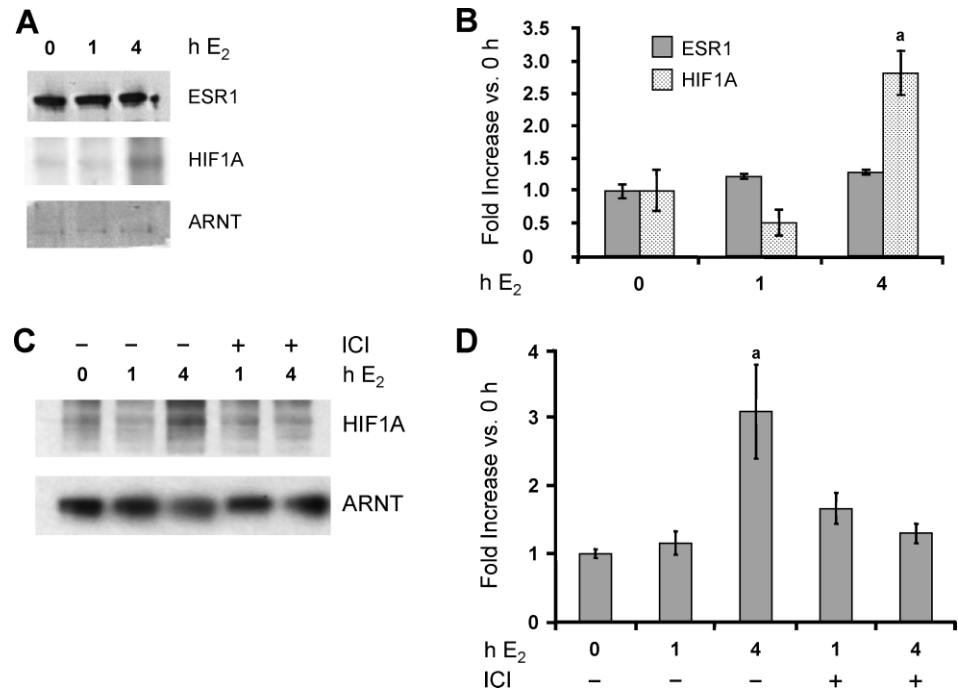 A
0 1 4 h E2
ESR1
HIF1A
ARNT
B
Fold Increase vs. 0 h
3.5
3.0
2.5
2.0
1.5
1.0
0.5
0
ESR1
HIF1A
a
h E2 0 1 4
C
– – – + + ICI
0 1 4 1 4 h E2
HIF1A
ARNT
D
Fold Increase vs. 0 h
4
3
2
1
0
a
h E2 0 1 4 1 4
ICI – – – + +